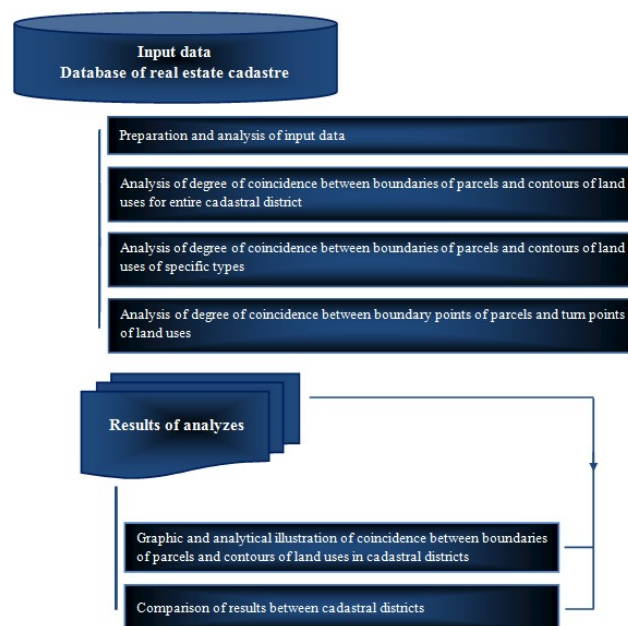 Input data
Database of real estate cadastre
Preparation and analysis of input data
Analysis of degree of coincidence between boundaries of parcels and contours of land
uses for entire cadastral district
Analysis of degree of coincidence between boundaries of parcels and contours of land
uses of specific types
Analysis of degree of coincidence between boundary points of parcels and turn points
of land uses
Results of analyzes
Graphic and analytical illustration of coincidence between boundaries
of parcels and contours of land uses in cadastral districts
Comparison of results between cadastral districts